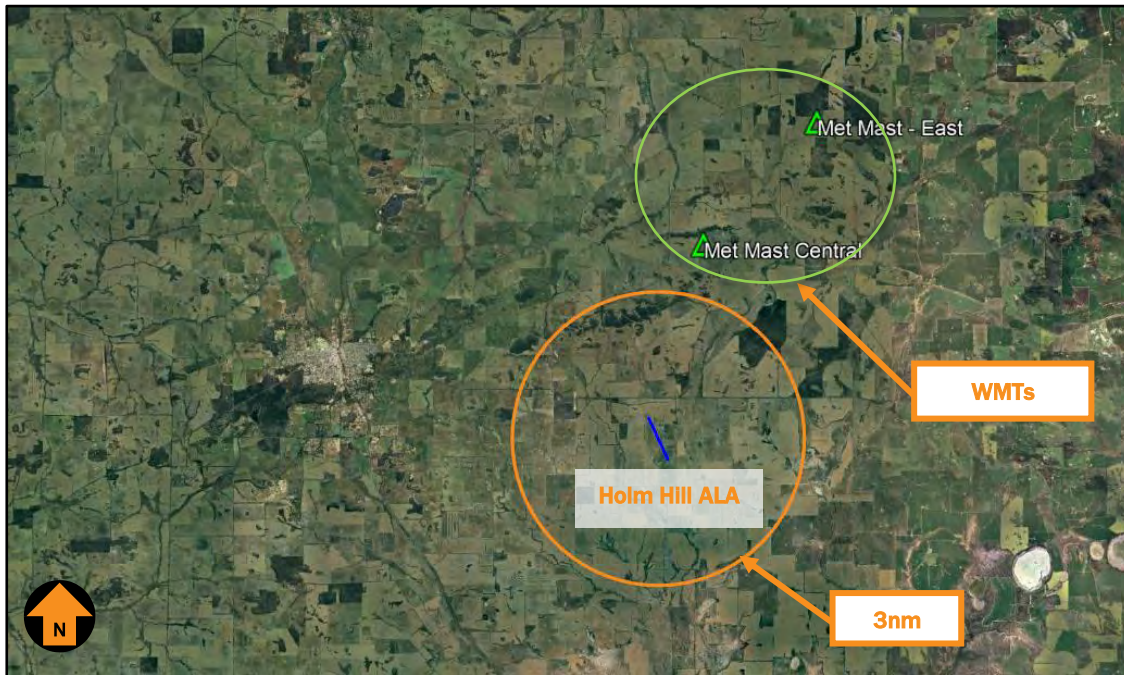 Met Mast - East
Met Mast Central
WMTs
Holm Hill ALA
3nm
N